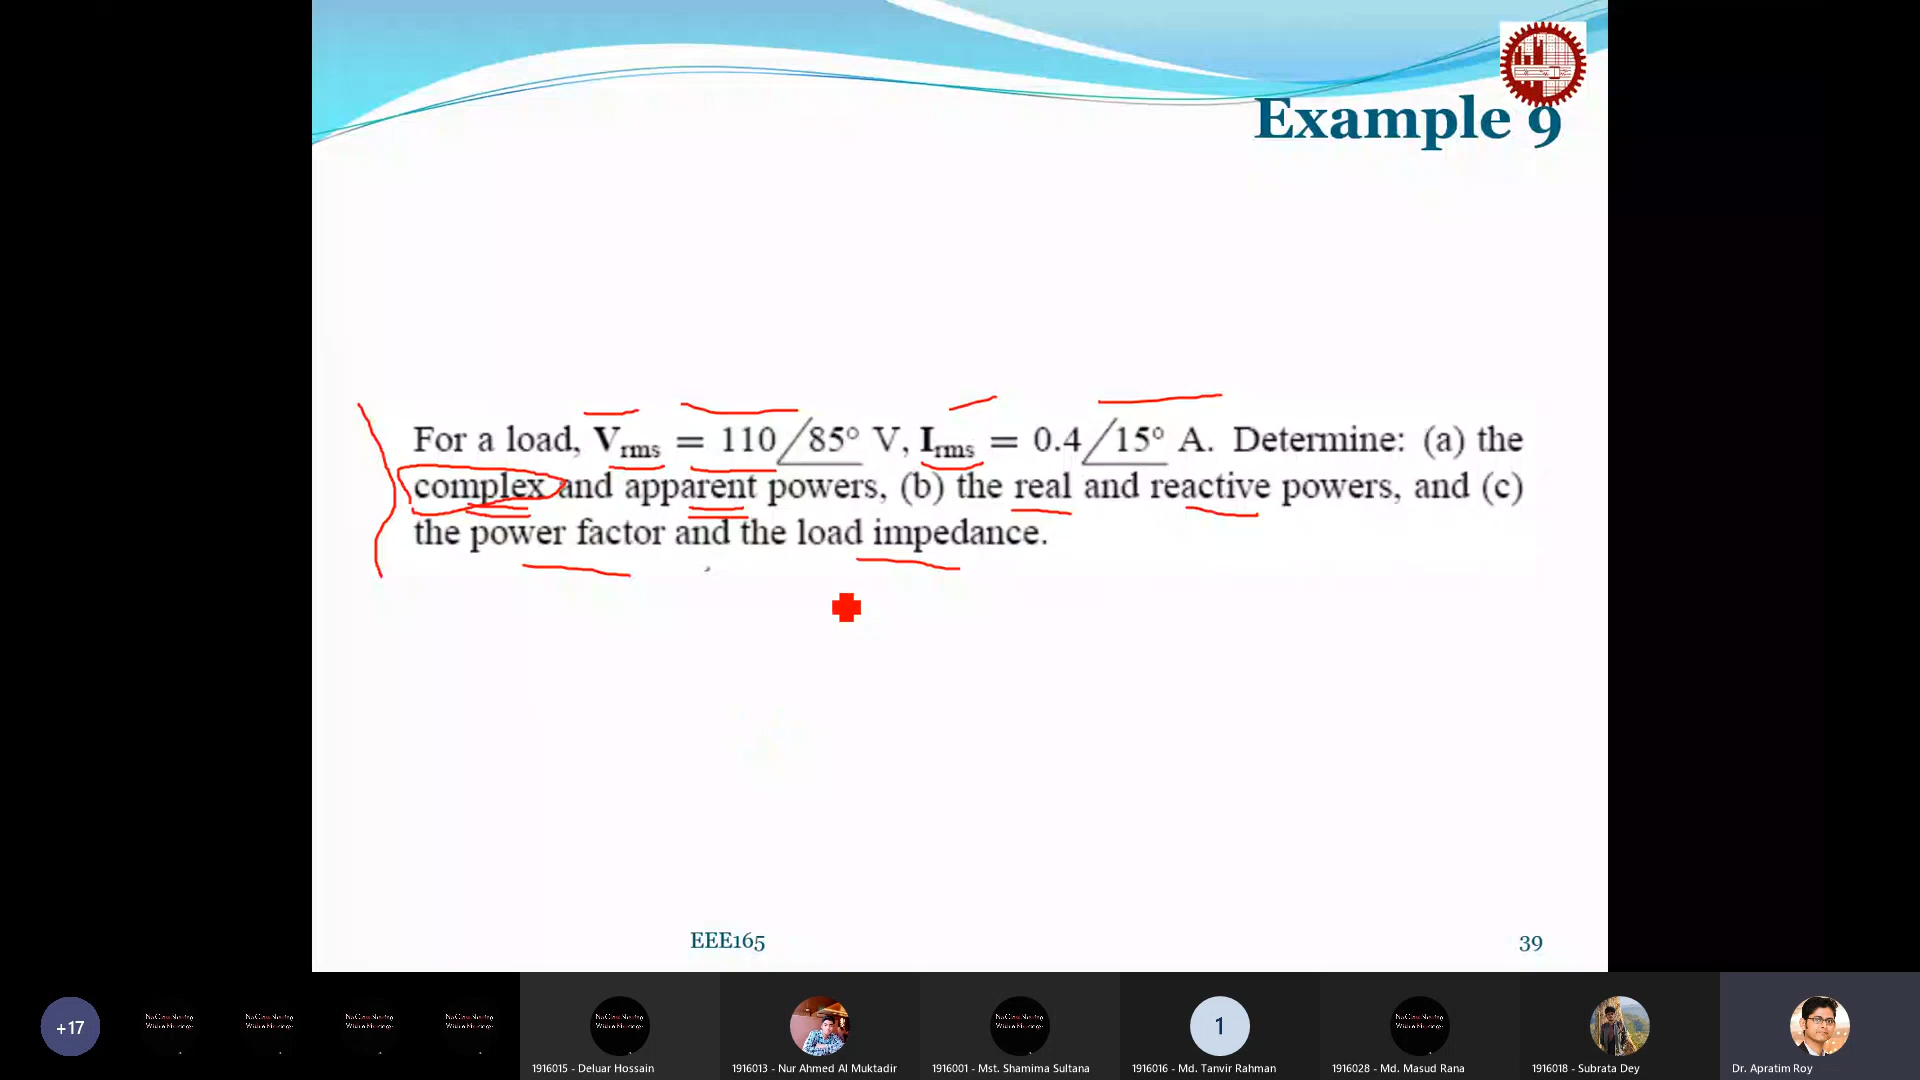 Example 9
For a load, Vrms = 110/85° V, Irms = 0.4/15° A. Determine: (a) the
complex and apparent powers, (b) the real and reactive powers, and (c)
the power factor and the load impedance.
EEE165
39
+17
1
1916015 - Deluar Hossain
1916013 - Nur Ahmed Al Muktadir
1916001 - Mst. Shamima Sultana
1916016 - Md. Tanvir Rahman
1916028 - Md. Masud Rana
1916018 - Subrata Dey
Dr. Apratim Roy